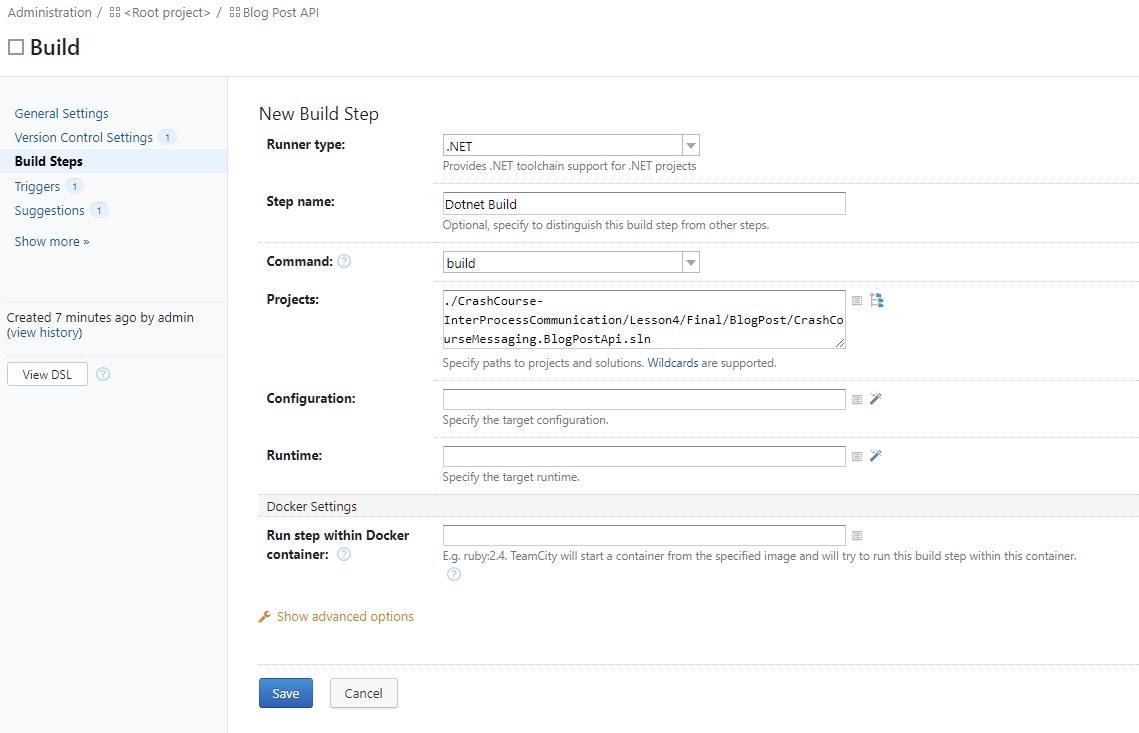 Administration / <Root project> / Blog Post API
Build
General Settings
Version Control Settings 1
Build Steps
Triggers 1
Suggestions 1
Show more »
Created 7 minutes ago by admin
(view history)
View DSL ?
New Build Step
Runner type: .NET
Provides .NET toolchain support for .NET projects
Step name: Dotnet Build
Optional, specify to distinguish this build step from other steps.
Command: ? build
Projects: ./CrashCourse-
InterProcessCommunication/Lesson4/Final/BlogPost/CrashCo
urseMessaging.BlogPostApi.sln
Specify paths to projects and solutions. Wildcards are supported.
Configuration:
Specify the target configuration.
Runtime:
Specify the target runtime.
Docker Settings
Run step within Docker
container: ?
E.g. ruby:2.4. TeamCity will start a container from the specified image and will try to run this build step within this container.
?
Show advanced options
Save Cancel